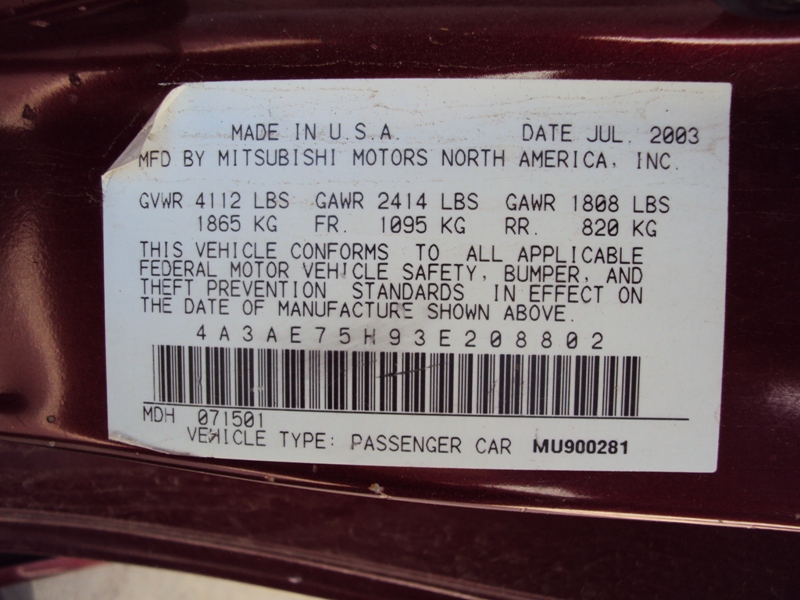 MADE IN U.S.A. DATE JUL. 2003
MFD BY MITSUBISHI MOTORS NORTH AMERICA, INC.
GVWR 4112 LBS GAWR 2414 LBS GAWR 1808 LBS
1865 KG FR. 1095 KG RR. 820 KG
THIS VEHICLE CONFORMS TO ALL APPLICABLE
FEDERAL MOTOR VEHICLE SAFETY, BUMPER, AND
THEFT PREVENTION STANDARDS IN EFFECT ON
THE DATE OF MANUFACTURE SHOWN ABOVE.
4A3AE75H93E208802
MDH 071501
VEHICLE TYPE: PASSENGER CAR MU900281